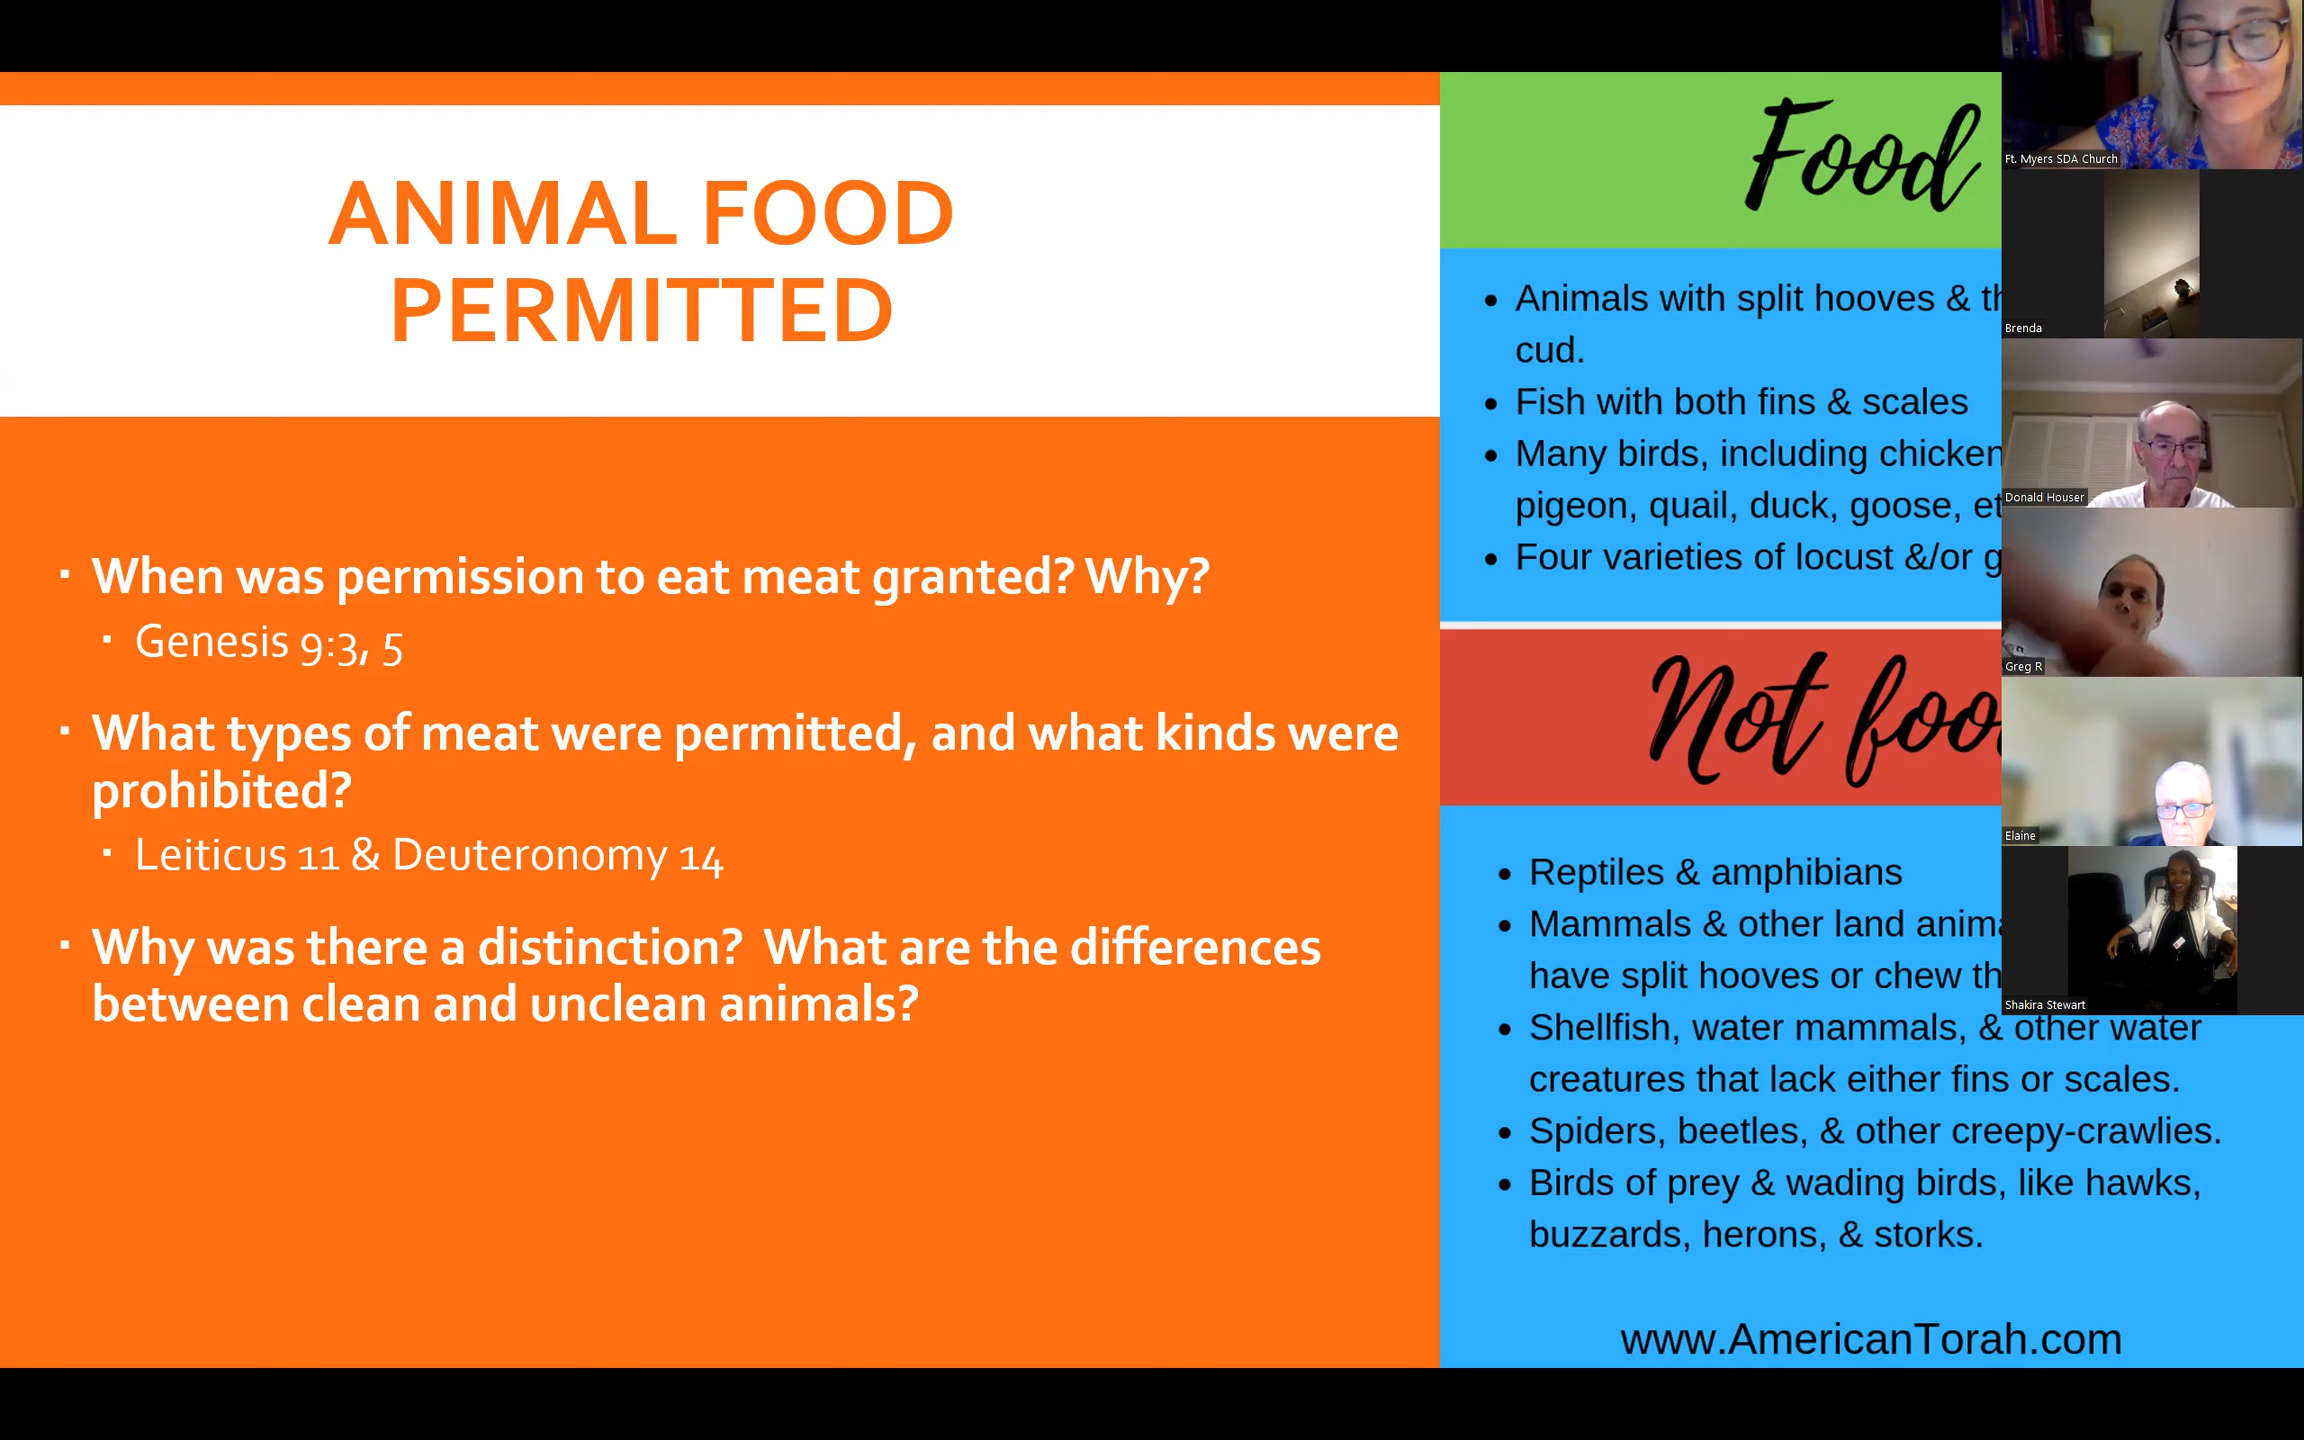 ANIMAL FOOD
PERMITTED
▪ When was permission to eat meat granted? Why?
▪ Genesis 9:3, 5
▪ What types of meat were permitted, and what kinds were
prohibited?
▪ Leiticus 11 & Deuteronomy 14
▪ Why was there a distinction? What are the differences
between clean and unclean animals?
Food
• Animals with split hooves &
cud.
• Fish with both fins & scales
• Many birds, including chicken
pigeon, quail, duck, goose,
• Four varieties of locust &/or
Not
• Reptiles & amphibians
• Mammals & other land
have split hooves or chew
• Shellfish, water mammals, & other water
creatures that lack either fins or scales.
• Spiders, beetles, & other creepy-crawlies.
• Birds of prey & wading birds, like hawks,
buzzards, herons, & storks.
www.AmericanTorah.com
Ft. Myers SDA Church
Brenda
Donald Houser
Greg R
Elaine
Shakira Stewart